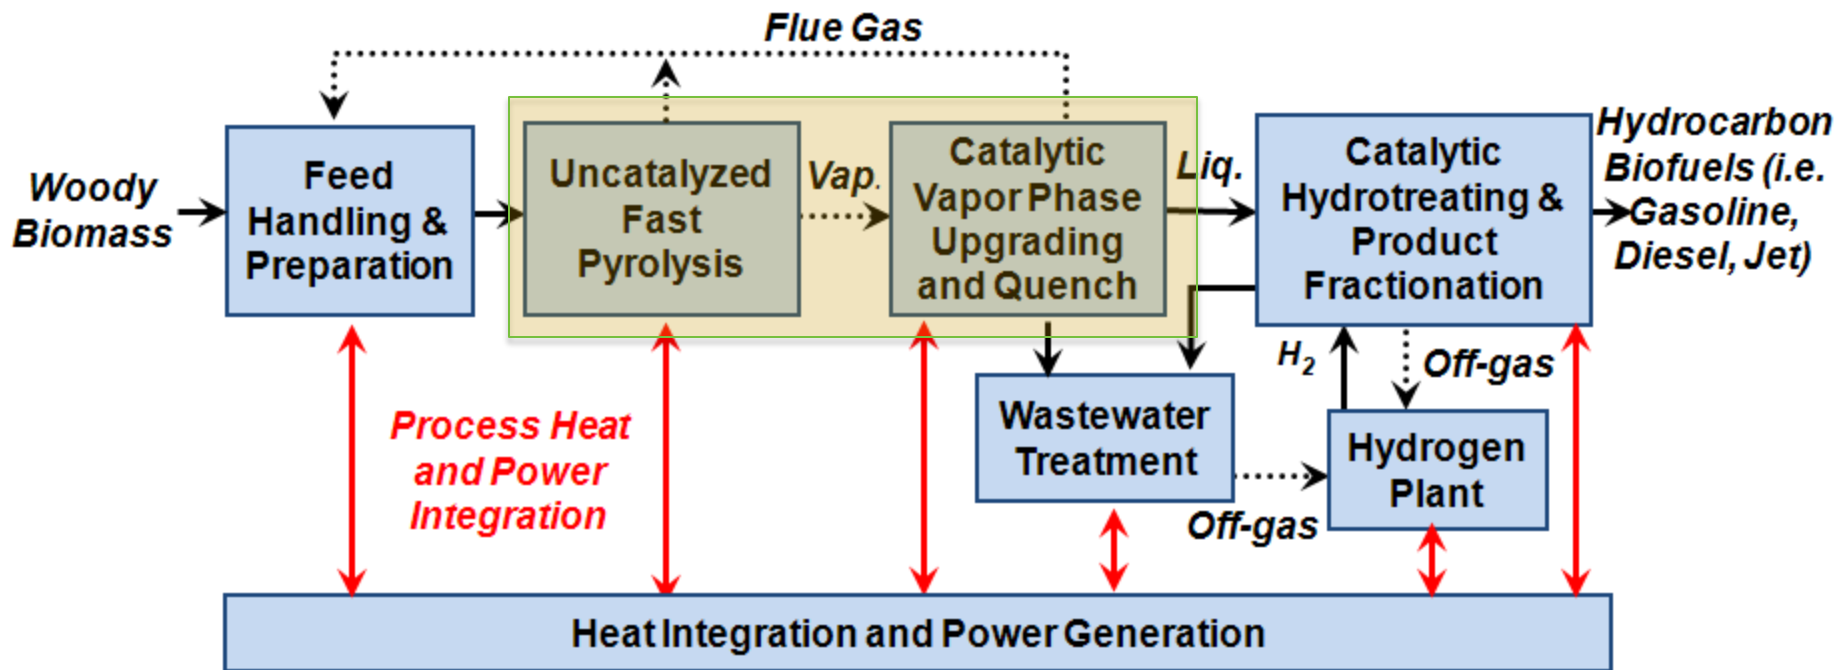 Flue Gas
Woody
Biomass
Feed
Handling &
Preparation
Uncatalyzed
Fast
Pyrolysis
Vap.
Catalytic
Vapor Phase
Upgrading
and Quench
Liq.
Catalytic
Hydrotreating &
Product
Fractionation
Hydrocarbon
Biofuels (i.e.
Gasoline,
Diesel, Jet)
Process Heat
and Power
Integration
Wastewater
Treatment
Off-gas
H2
Off-gas
Hydrogen
Plant
Heat Integration and Power Generation